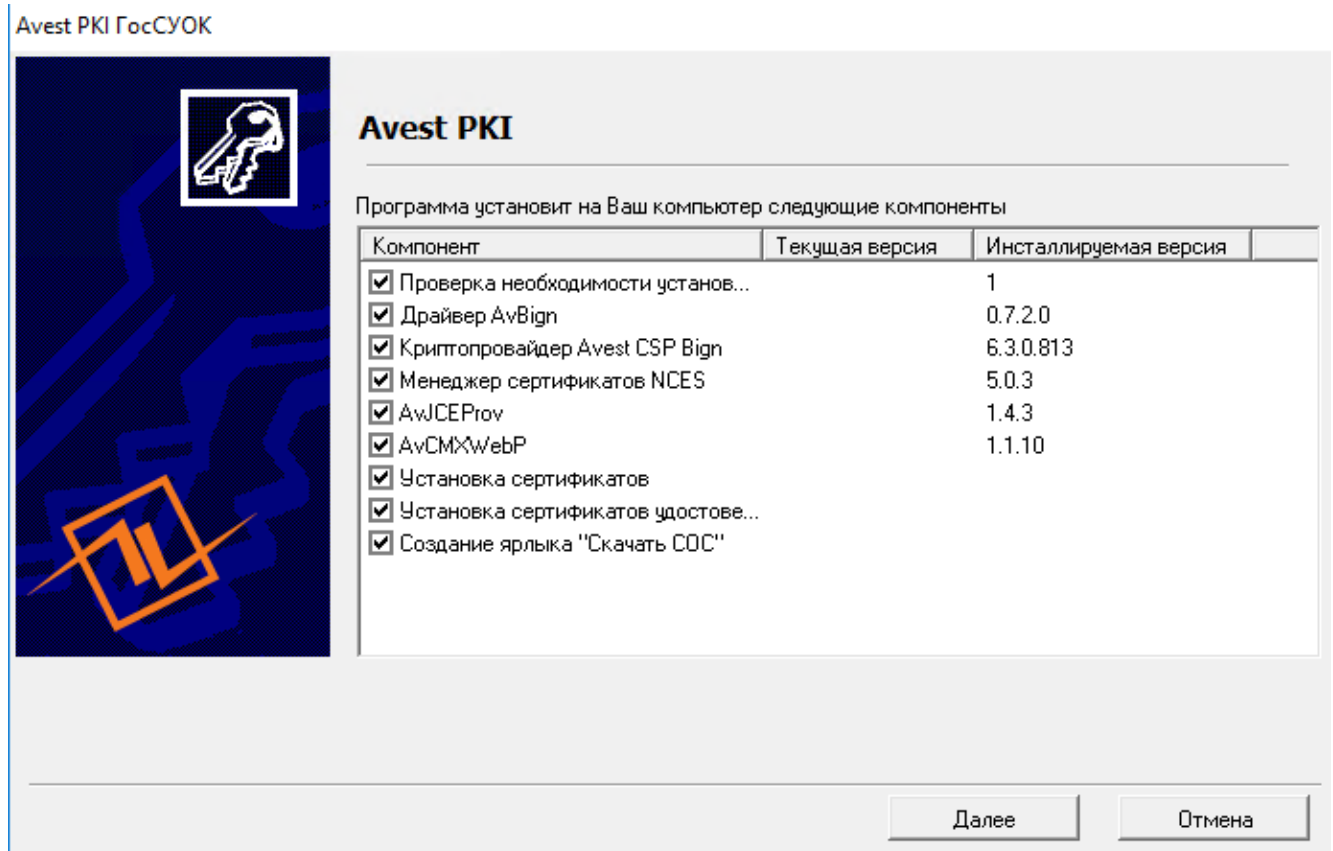 Avest PKI ГосСУОК
Avest PKI
Программа установит на Ваш компьютер следующие компоненты
Компонент Текущая версия Инсталлируемая версия
Проверка необходимости установ... 1
Драйвер AvBign 0.7.2.0
Криптопровайдер Avest CSP Bign 6.3.0.813
Менеджер сертификатов NCES 5.0.3
AvJCEProv 1.4.3
AvCMXWebP 1.1.10
Установка сертификатов
Установка сертификатов удостове...
Создание ярлыка "Скачать СОС"
Далее Отмена